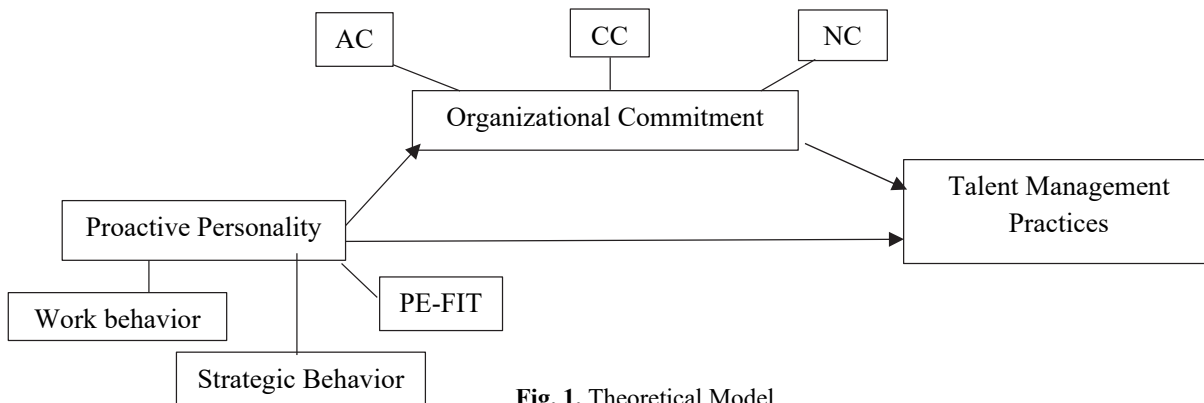 AC
CC
NC
Organizational Commitment
Talent Management
Practices
Proactive Personality
PE-FIT
Work behavior
Strategic Behavior
Fig. 1. Theoretical Model